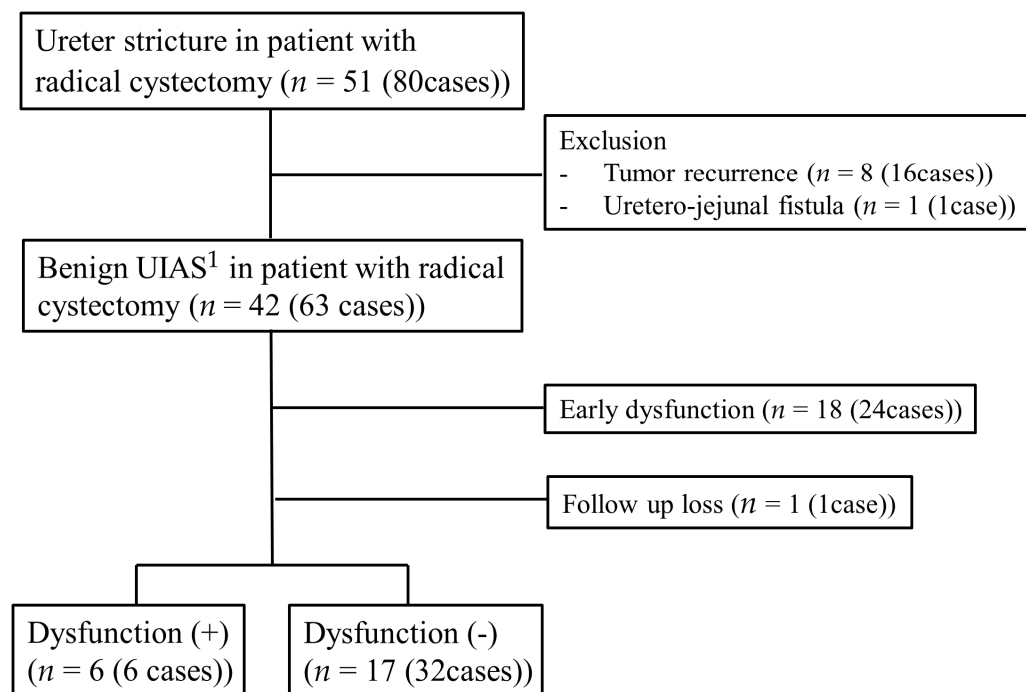 Ureter stricture in patient with
radical cystectomy (n = 51 (80cases))
Exclusion
- Tumor recurrence (n = 8 (16cases))
- Uretero-jejunal fistula (n = 1 (1case))
Benign UIAS1 in patient with radical
cystectomy (n = 42 (63 cases))
Early dysfunction (n = 18 (24cases))
Follow up loss (n = 1 (1case))
Dysfunction (+)
(n = 6 (6 cases))
Dysfunction (-)
(n = 17 (32cases))